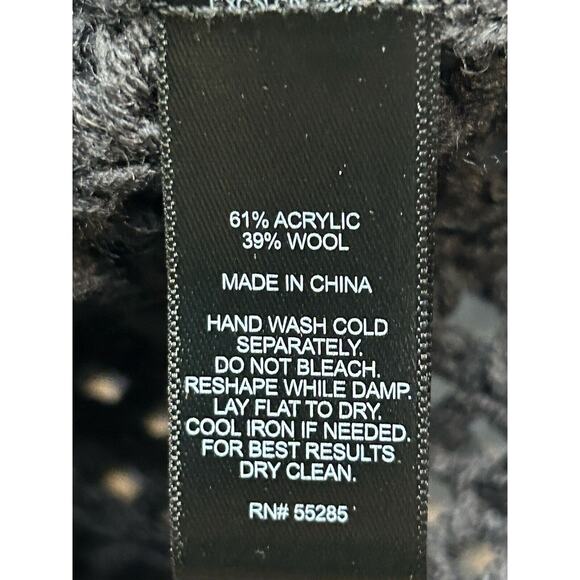 61% ACRYLIC
39% WOOL
MADE IN CHINA
HAND WASH COLD
SEPARATELY.
DO NOT BLEACH.
RESHAPE WHILE DAMP.
LAY FLAT TO DRY.
COOL IRON IF NEEDED.
FOR BEST RESULTS
DRY CLEAN.
RN# 55285